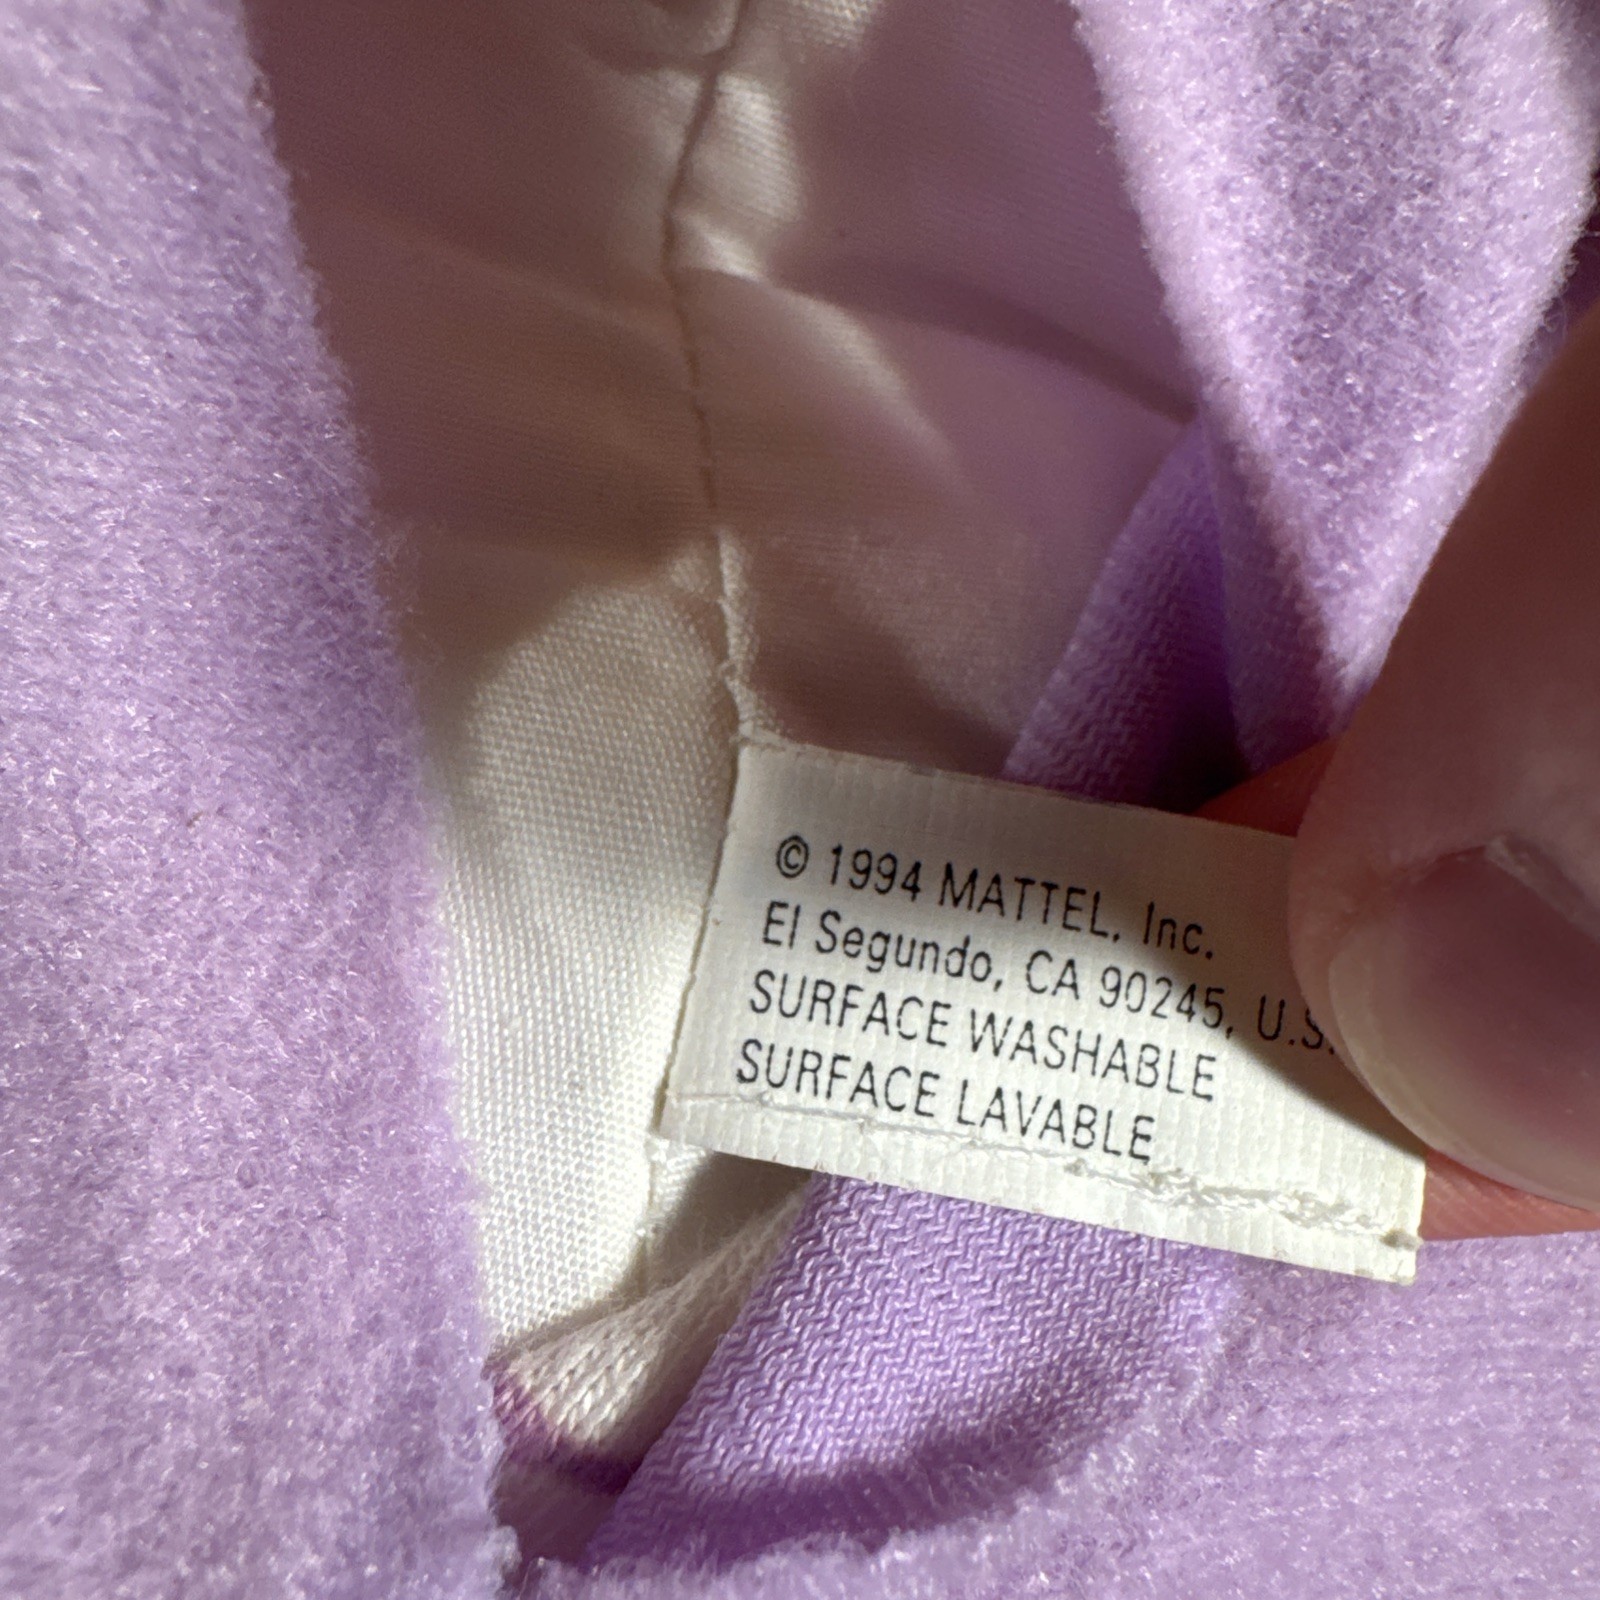 © 1994 MATTEL, Inc.
El Segundo, CA 90245, U.S.
SURFACE WASHABLE
SURFACE LAVABLE